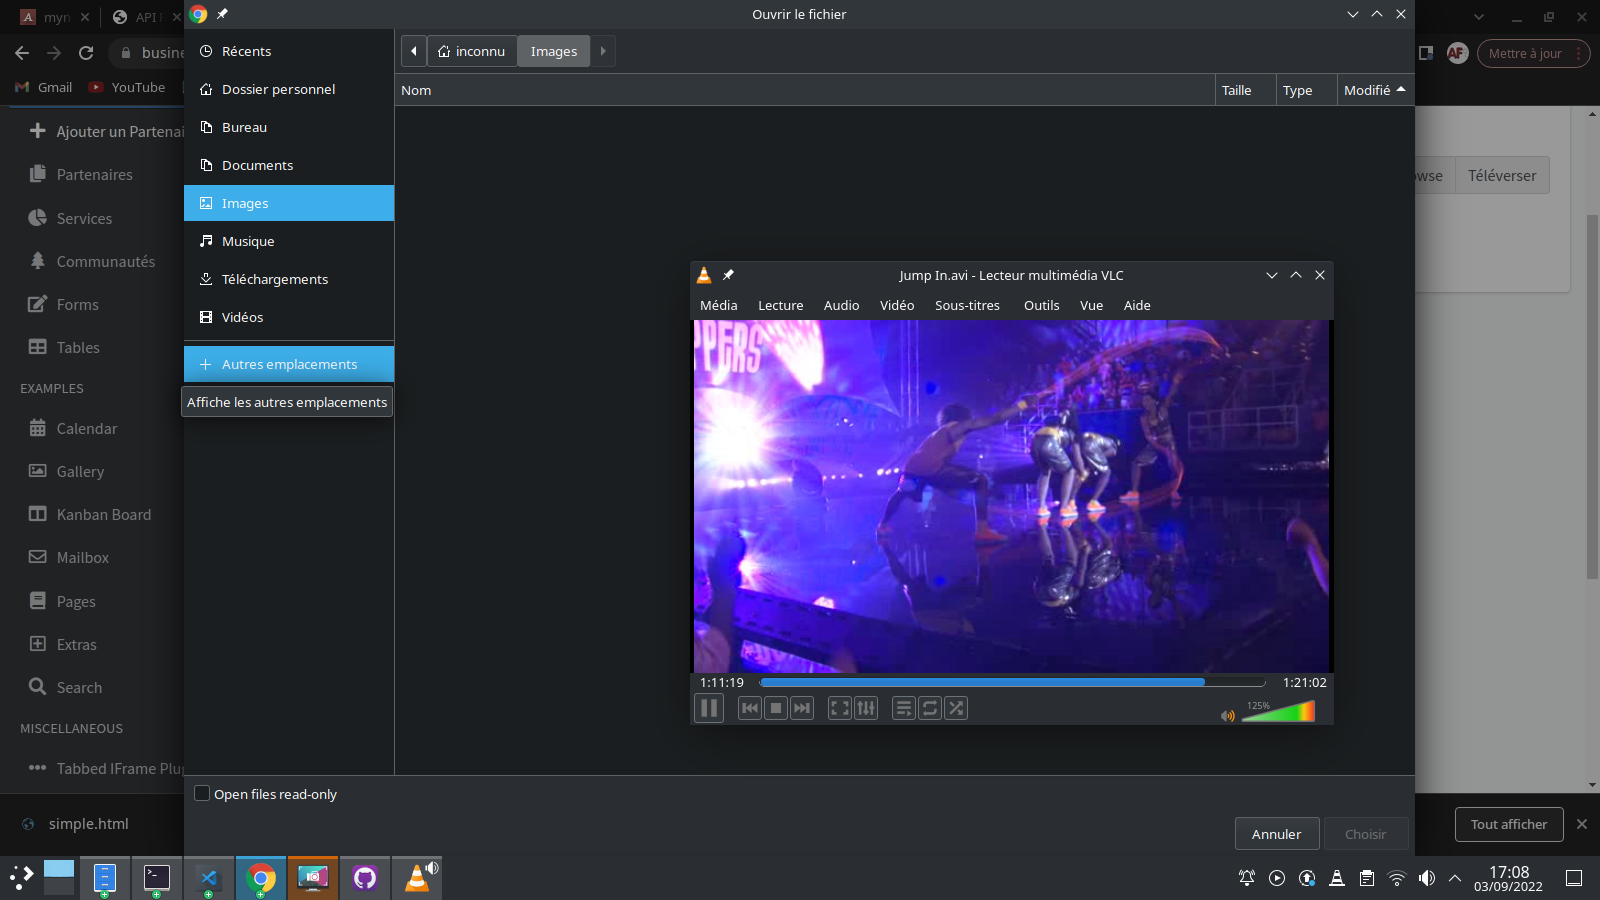 myn
API
Ouvrir le fichier
busine
Mettre à jour
AF
Gmail
YouTube
Récents
Dossier personnel
Bureau
Documents
Images
Musique
Téléchargements
Vidéos
Autres emplacements
Affiche les autres emplacements
inconnu
Images
Nom
Taille
Type
Modifié
Ajouter un Partenai
Partenaires
Services
Communautés
Forms
Tables
EXAMPLES
Calendar
Gallery
Kanban Board
Mailbox
Pages
Extras
Search
MISCELLANEOUS
Tabbed IFrame Plu
owse
Téléverser
Jump In.avi - Lecteur multimédia VLC
Média Lecture Audio Vidéo Sous-titres Outils Vue Aide
PPERS
1:11:19
1:21:02
125%
Open files read-only
Annuler
Choisir
simple.html
Tout afficher
17:08
03/09/2022